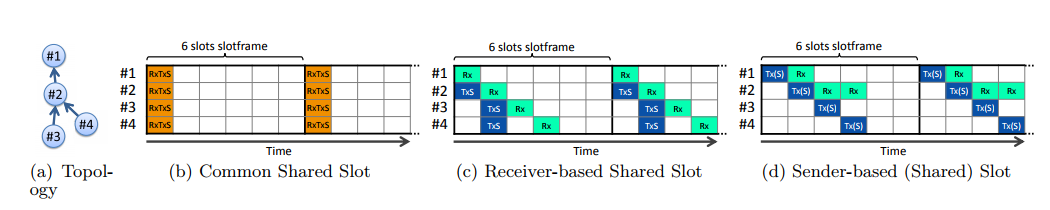 #1
#2
#3
#4
(a) Topol-
ogy
6 slots slotframe
#1 RxTxS RxTxS
#2 RxTxS RxTxS
#3 RxTxS RxTxS
#4 RxTxS RxTxS
Time
(b) Common Shared Slot
6 slots slotframe
#1 Rx Rx
#2 TxS Rx TxS Rx
#3 TxS Rx TxS Rx
#4 TxS Rx TxS Rx
Time
(c) Receiver-based Shared Slot
6 slots slotframe
#1 Tx(S) Rx Tx(S) Rx
#2 Tx(S) Rx Rx Tx(S) Rx Rx
#3 Tx(S) Tx(S)
#4 Tx(S) Tx(S)
Time
(d) Sender-based (Shared) Slot